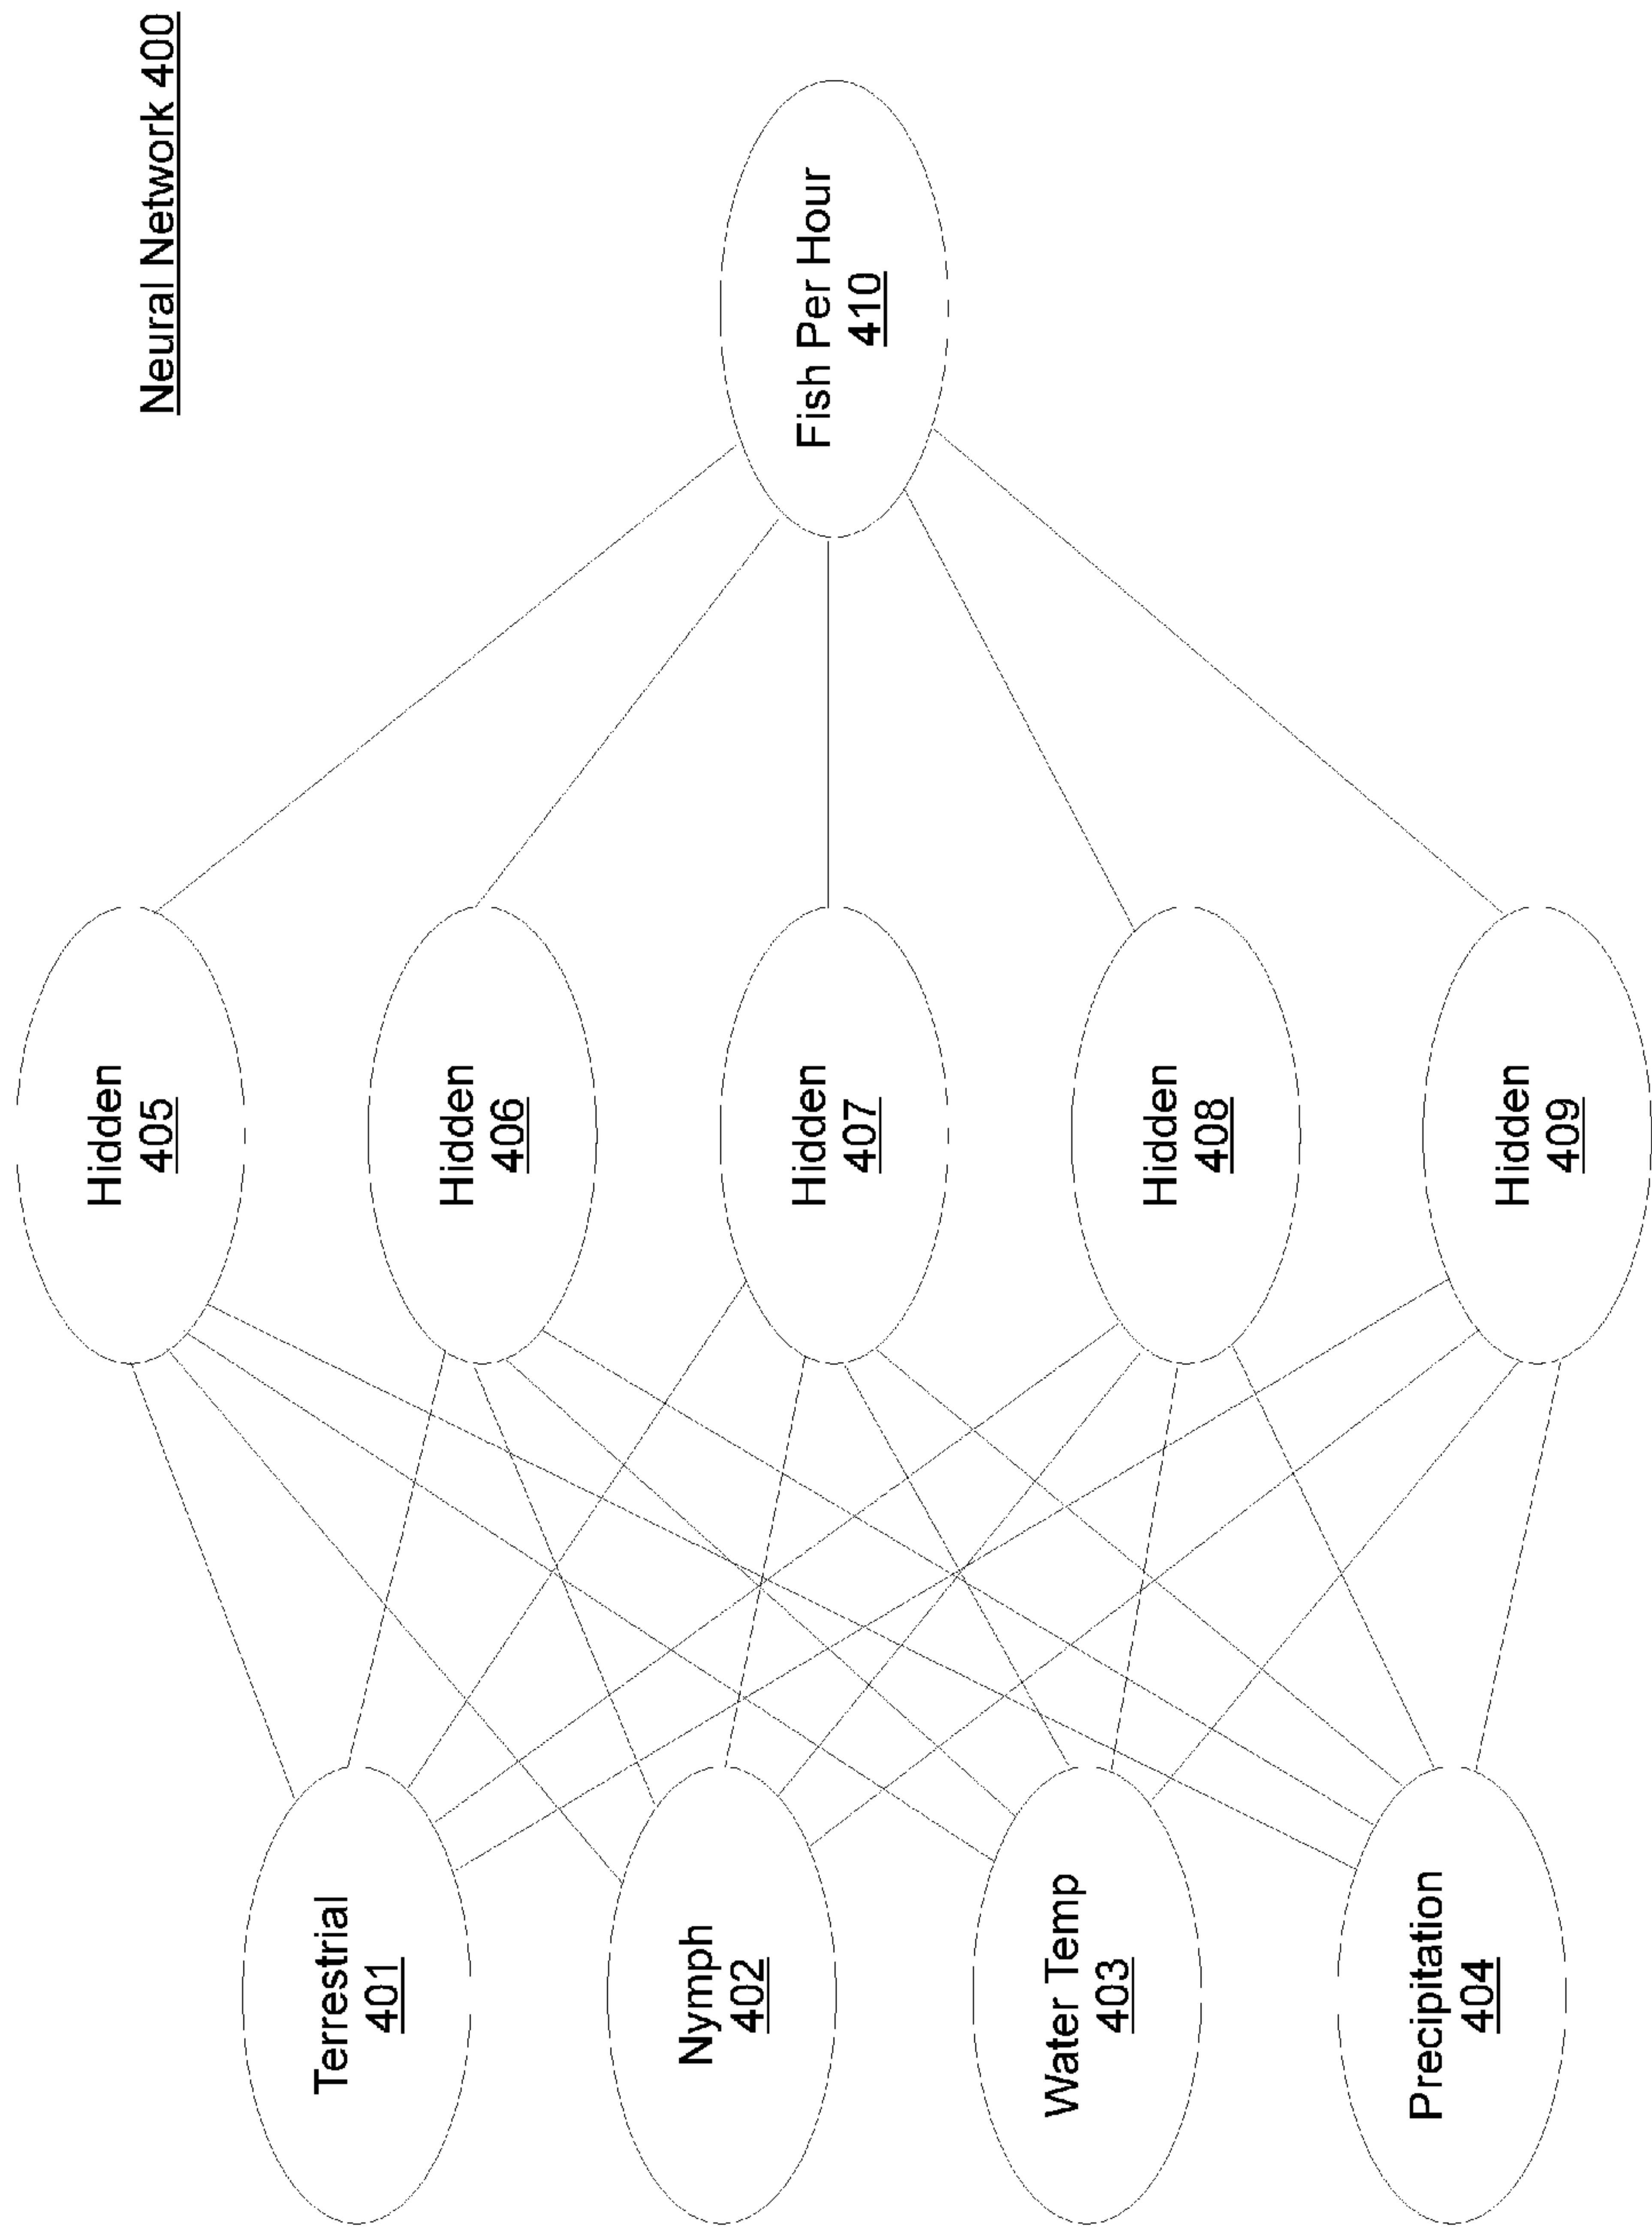 Neural Network 400
Terrestrial
401
Nymph
402
Water Temp
403
Precipitation
404
Hidden
405
Hidden
406
Hidden
407
Hidden
408
Hidden
409
Fish Per Hour
410